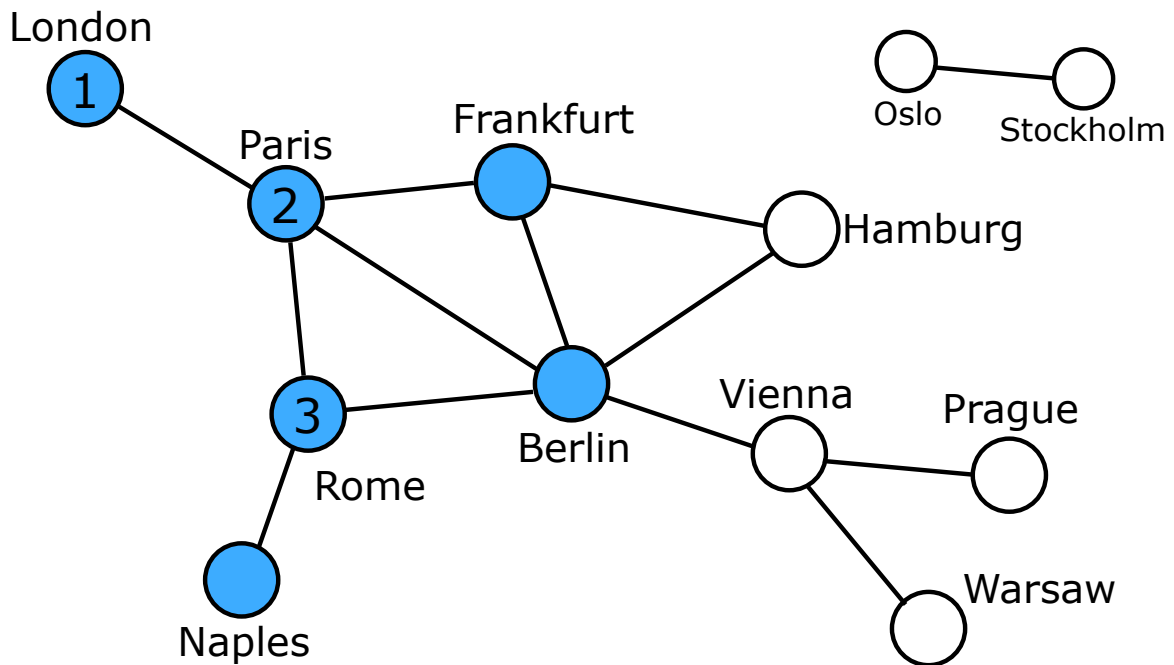 London
1
Oslo
Stockholm
Frankfurt
Paris
2
Hamburg
3
Rome
Berlin
Vienna
Prague
Naples
Warsaw